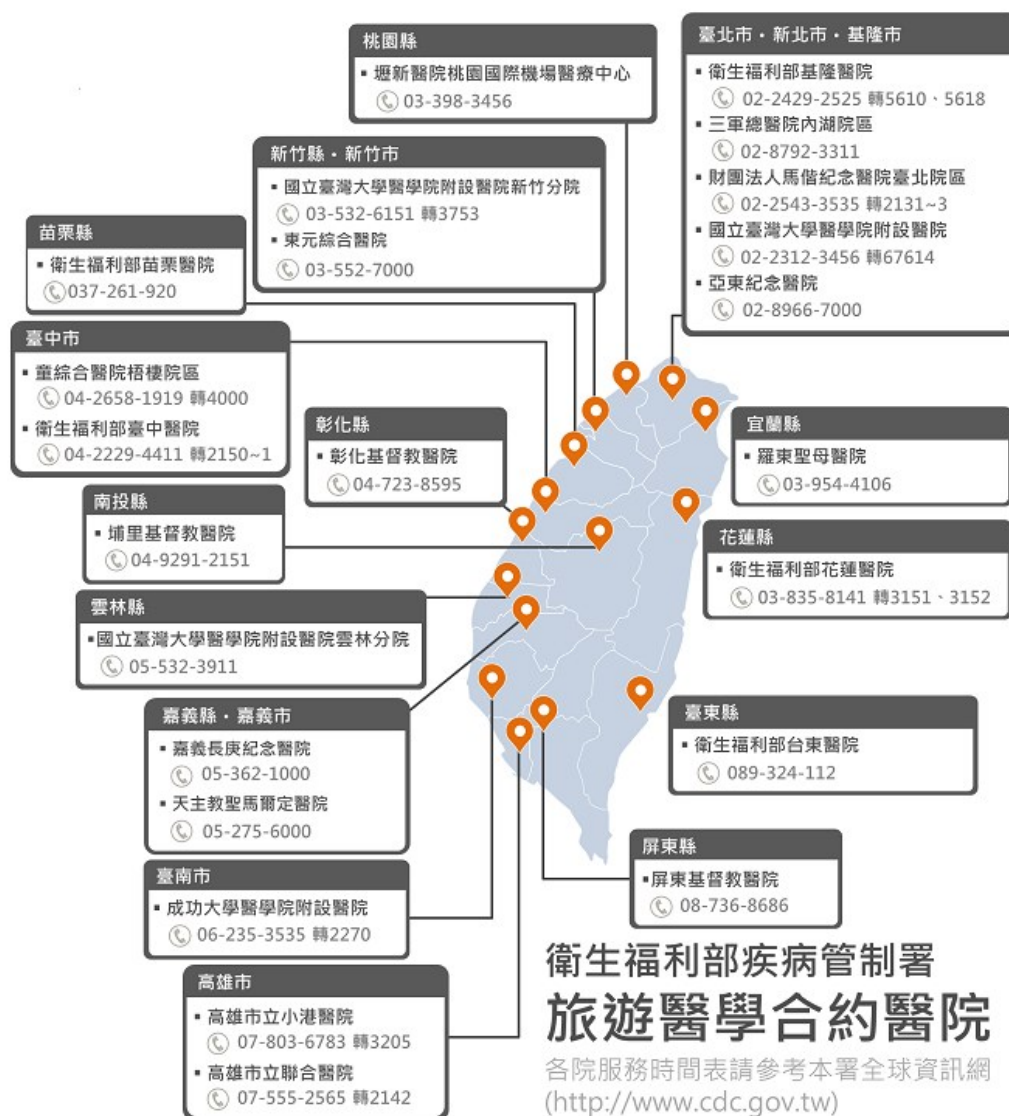 桃園縣
▪ 壢新醫院桃園國際機場醫療中心
03-398-3456
臺北市・新北市・基隆市
▪ 衛生福利部基隆醫院
02-2429-2525 轉5610、5618
▪ 三軍總醫院內湖院區
02-8792-3311
▪ 財團法人馬偕紀念醫院臺北院區
02-2543-3535 轉2131~3
▪ 國立臺灣大學醫學院附設醫院
02-2312-3456 轉67614
▪ 亞東紀念醫院
02-8966-7000
新竹縣・新竹市
▪ 國立臺灣大學醫學院附設醫院新竹分院
03-532-6151 轉3753
▪ 東元綜合醫院
03-552-7000
苗栗縣
▪ 衛生福利部苗栗醫院
037-261-920
臺中市
▪ 童綜合醫院梧棲院區
04-2658-1919 轉4000
▪ 衛生福利部臺中醫院
04-2229-4411 轉2150~1
彰化縣
▪ 彰化基督教醫院
04-723-8595
宜蘭縣
▪ 羅東聖母醫院
03-954-4106
南投縣
▪ 埔里基督教醫院
04-9291-2151
花蓮縣
▪ 衛生福利部花蓮醫院
03-835-8141 轉3151、3152
雲林縣
▪國立臺灣大學醫學院附設醫院雲林分院
05-532-3911
嘉義縣・嘉義市
▪ 嘉義長庚紀念醫院
05-362-1000
▪ 天主教聖馬爾定醫院
05-275-6000
臺東縣
▪ 衛生福利部台東醫院
089-324-112
臺南市
▪ 成功大學醫學院附設醫院
06-235-3535 轉2270
屏東縣
▪屏東基督教醫院
08-736-8686
高雄市
▪ 高雄市立小港醫院
07-803-6783 轉3205
▪ 高雄市立聯合醫院
07-555-2565 轉2142
衛生福利部疾病管制署
旅遊醫學合約醫院
各院服務時間表請參考本署全球資訊網
(http://www.cdc.gov.tw)